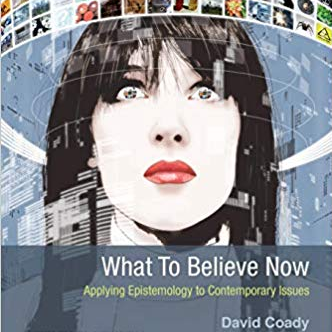 What To Believe Now
Applying Epistemology to Contemporary Issues
David Coady